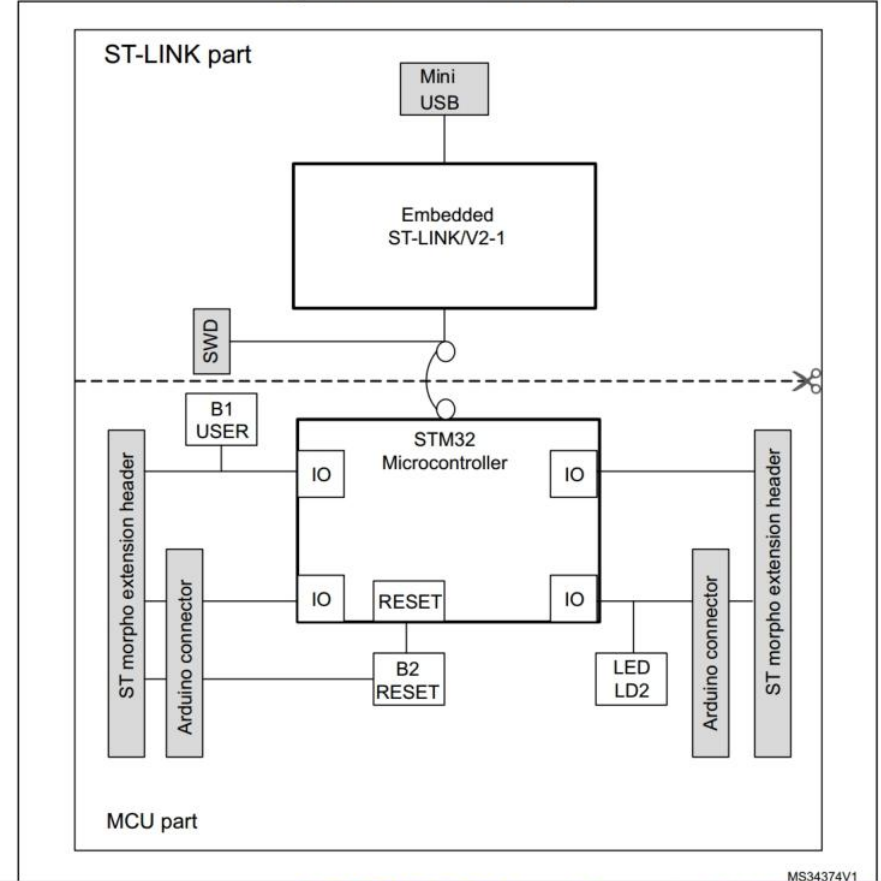 ST-LINK part
Mini
USB
Embedded
ST-LINK/V2-1
SWD
B1
USER
STM32
Microcontroller
IO
IO
ST morpho extension header
ST morpho extension header
Arduino connector
Arduino connector
IO
RESET
IO
B2
RESET
LED
LD2
MCU part
MS34374V1